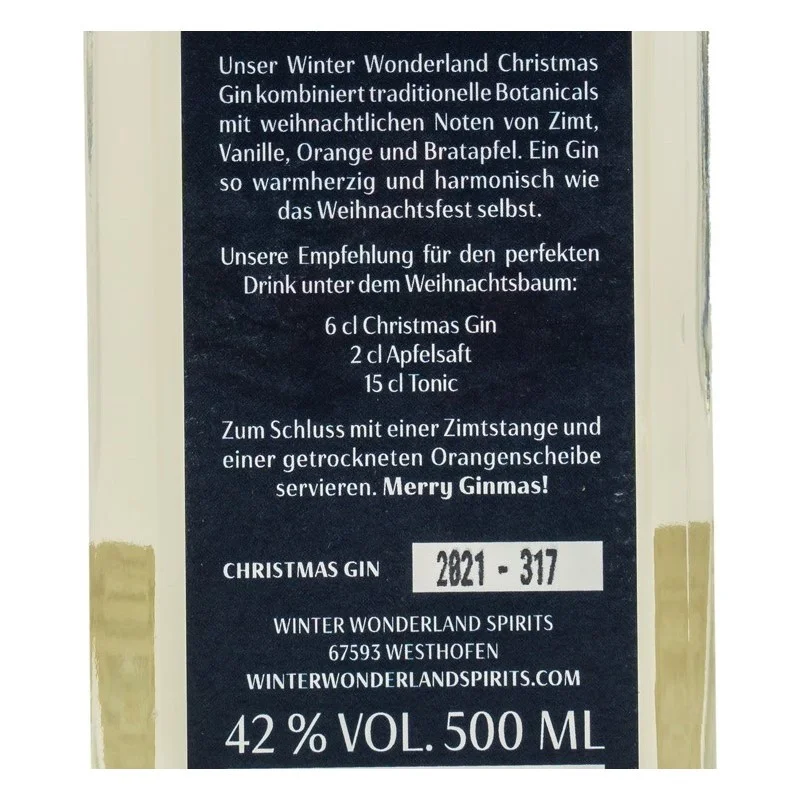 Unser Winter Wonderland Christmas
Gin kombiniert traditionelle Botanicals
mit weihnachtlichen Noten von Zimt,
Vanille, Orange und Bratapfel. Ein Gin
so warmherzig und harmonisch wie
das Weihnachtsfest selbst.
Unsere Empfehlung für den perfekten
Drink unter dem Weihnachtsbaum:
6 cl Christmas Gin
2 cl Apfelsaft
15 cl Tonic
Zum Schluss mit einer Zimtstange und
einer getrockneten Orangenscheibe
servieren. Merry Ginmas!
CHRISTMAS GIN 2021 - 317
WINTER WONDERLAND SPIRITS
67593 WESTHOFEN
WINTERWONDERLANDSPIRITS.COM
42 % VOL. 500 ML